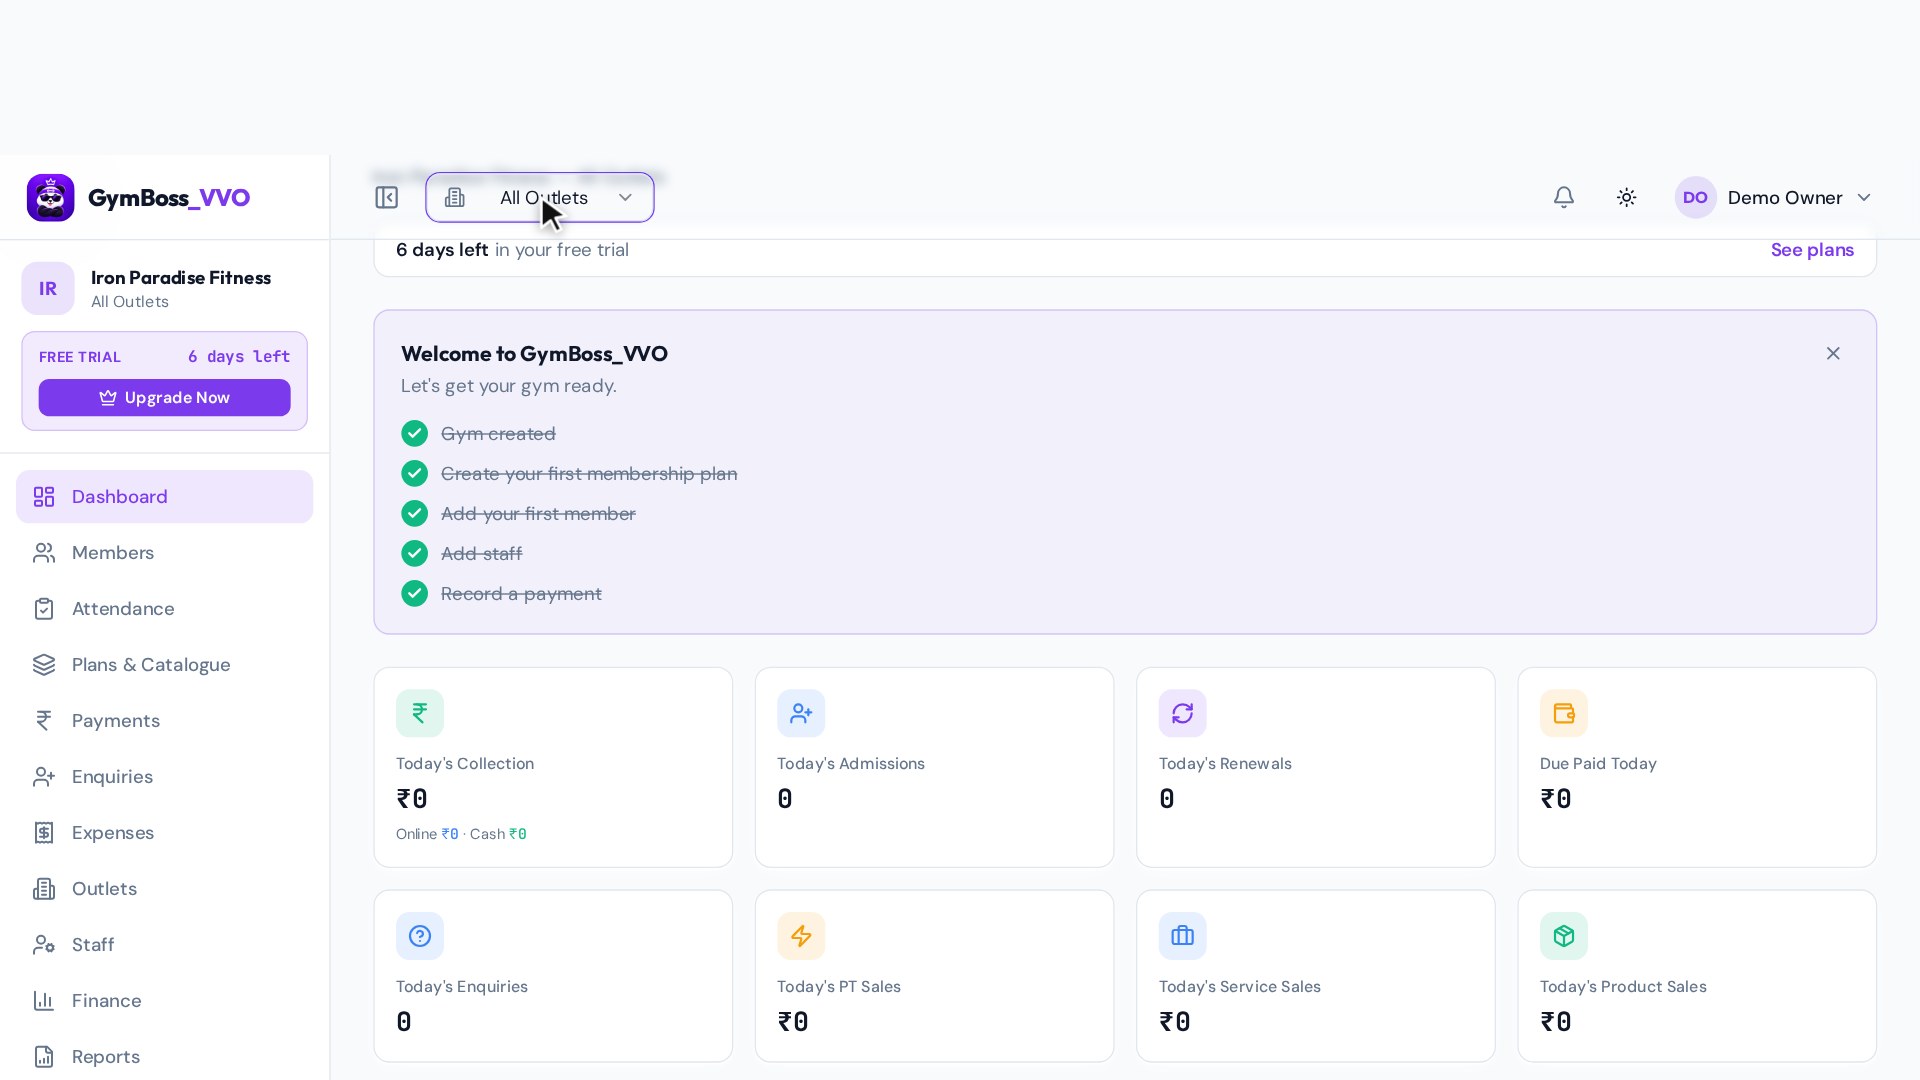 GymBoss_VVO
All Outlets
DO
Demo Owner
IR
Iron Paradise Fitness
All Outlets
FREE TRIAL
6 days left
Upgrade Now
Dashboard
Members
Attendance
Plans & Catalogue
Payments
Enquiries
Expenses
Outlets
Staff
Finance
Reports
6 days left in your free trial
See plans
Welcome to GymBoss_VVO
Let's get your gym ready.
Gym created
Create your first membership plan
Add your first member
Add staff
Record a payment
Today's Collection
₹0
Online ₹0 · Cash ₹0
Today's Admissions
0
Today's Renewals
0
Due Paid Today
₹0
Today's Enquiries
0
Today's PT Sales
₹0
Today's Service Sales
₹0
Today's Product Sales
₹0